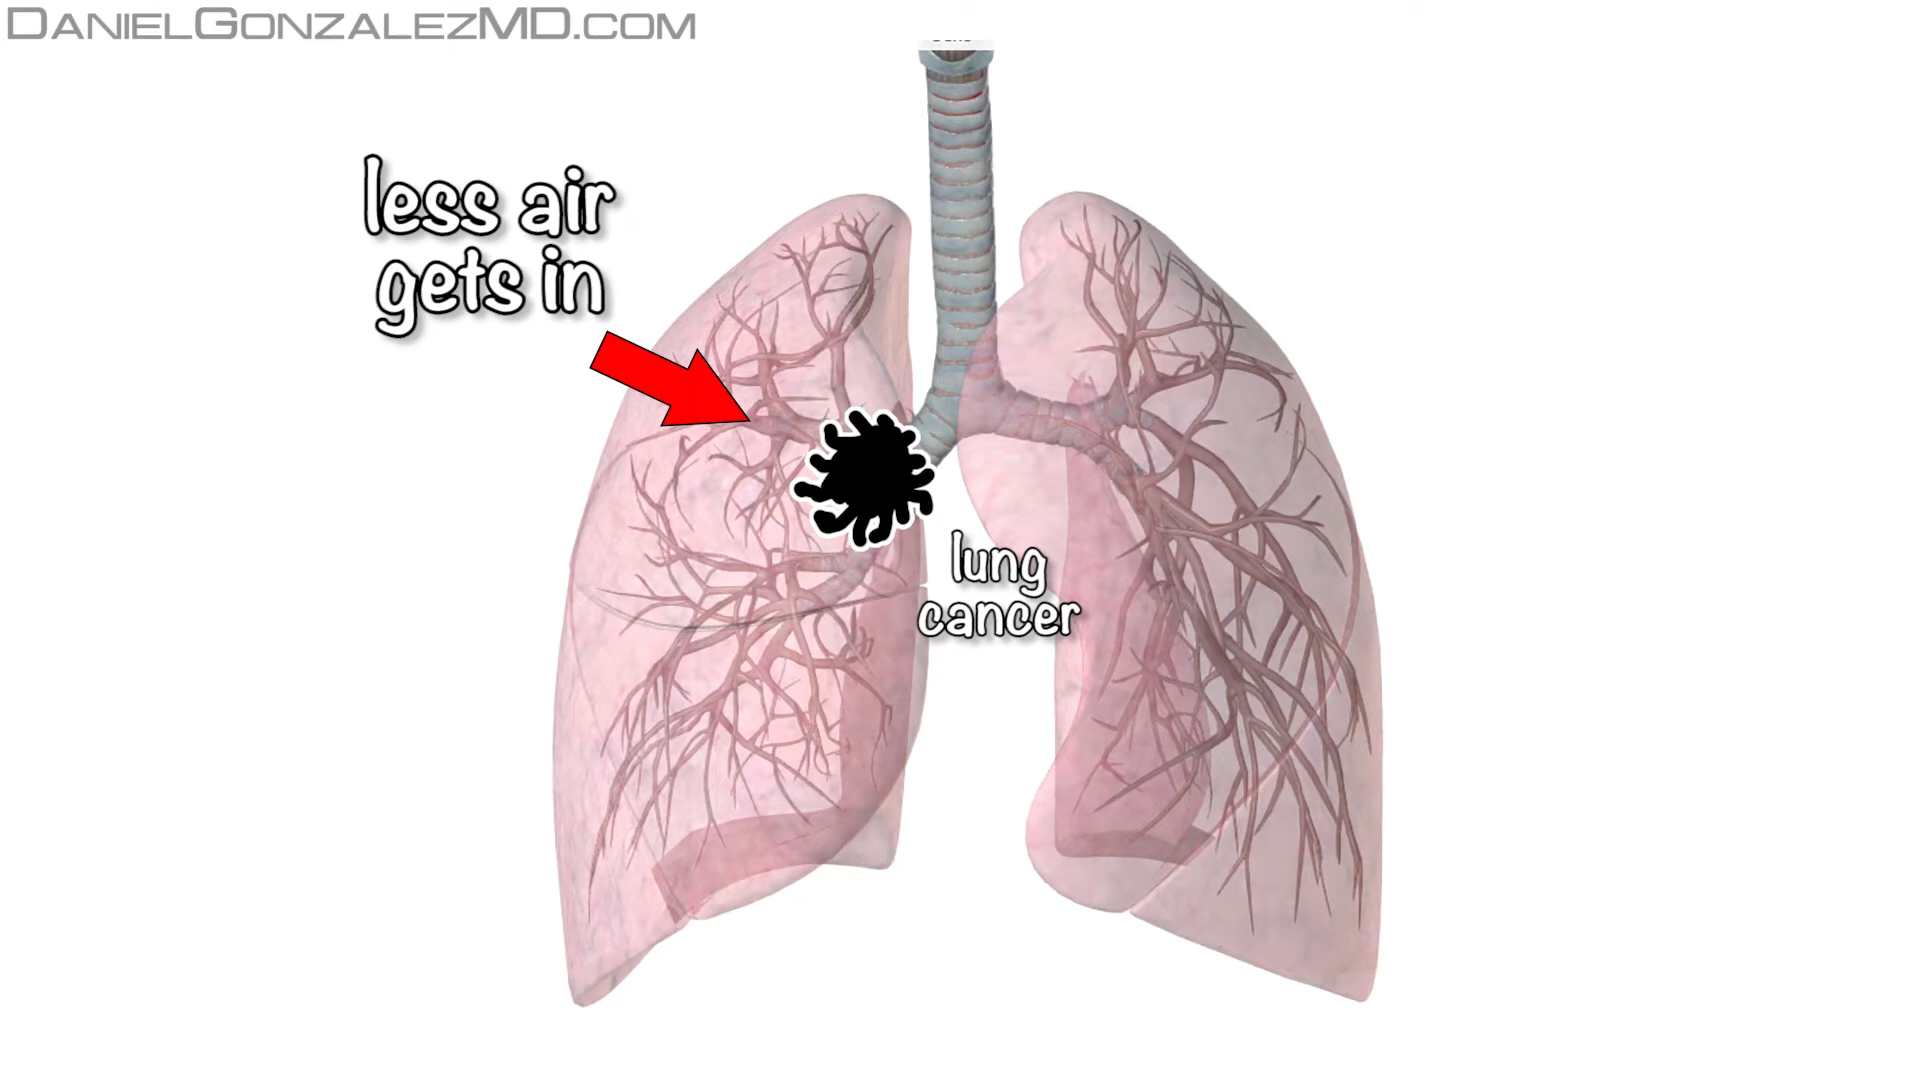 DANIELGONZALEZMD.COM
less air
gets in
lung
cancer